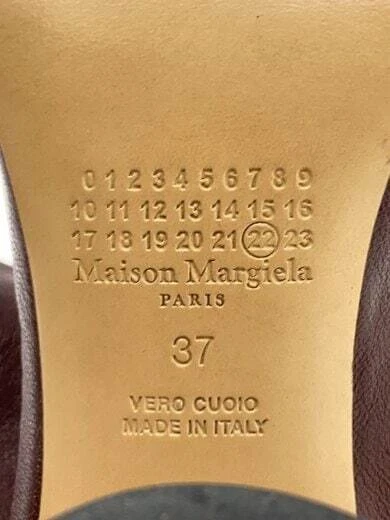 0 1 2 3 4 5 6 7 8 9
10 11 12 13 14 15 16
17 18 19 20 21 22 23
Maison Margiela
PARIS
37
VERO CUOIO
MADE IN ITALY